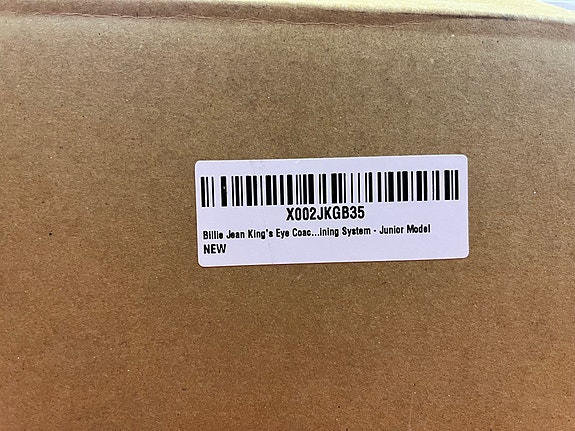 X002JKGB35
Billie Jean King's Eye Coac...ining System - Junior Model
NEW